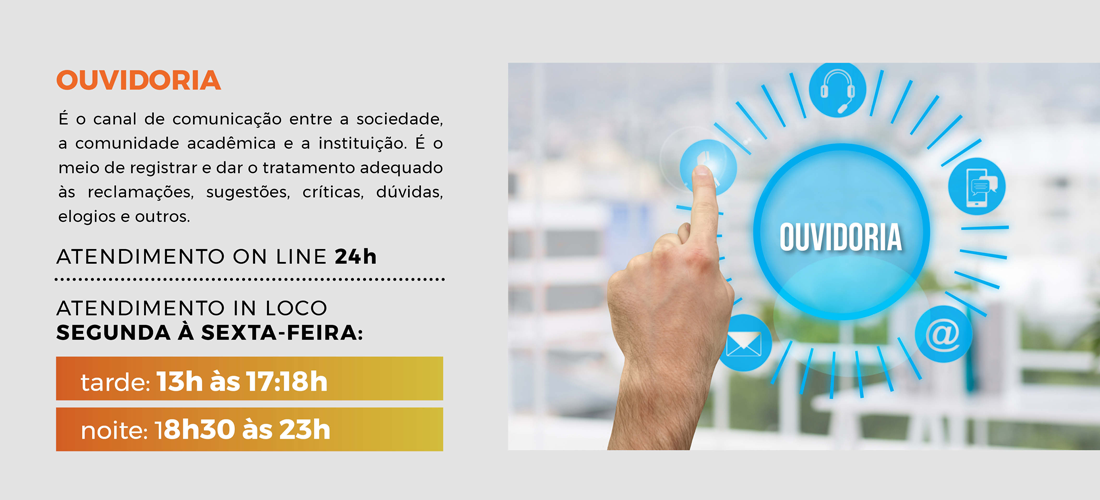 OUVIDORIA
É o canal de comunicação entre a sociedade,
a comunidade acadêmica e a instituição. É o
meio de registrar e dar o tratamento adequado
às reclamações, sugestões, críticas, dúvidas,
elogios e outros.
ATENDIMENTO ON LINE 24h
ATENDIMENTO IN LOCO
SEGUNDA À SEXTA-FEIRA:
tarde: 13h às 17:18h
noite: 18h30 às 23h
OUVIDORIA
@